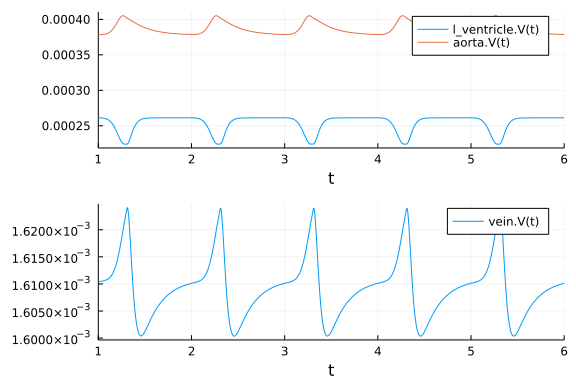 0.00040
0.00035
0.00030
0.00025
l_ventricle.V(t)
aorta.V(t)
1 2 3 4 5 6
t
1.6200×10⁻³
1.6150×10⁻³
1.6100×10⁻³
1.6050×10⁻³
1.6000×10⁻³
vein.V(t)
1 2 3 4 5 6
t